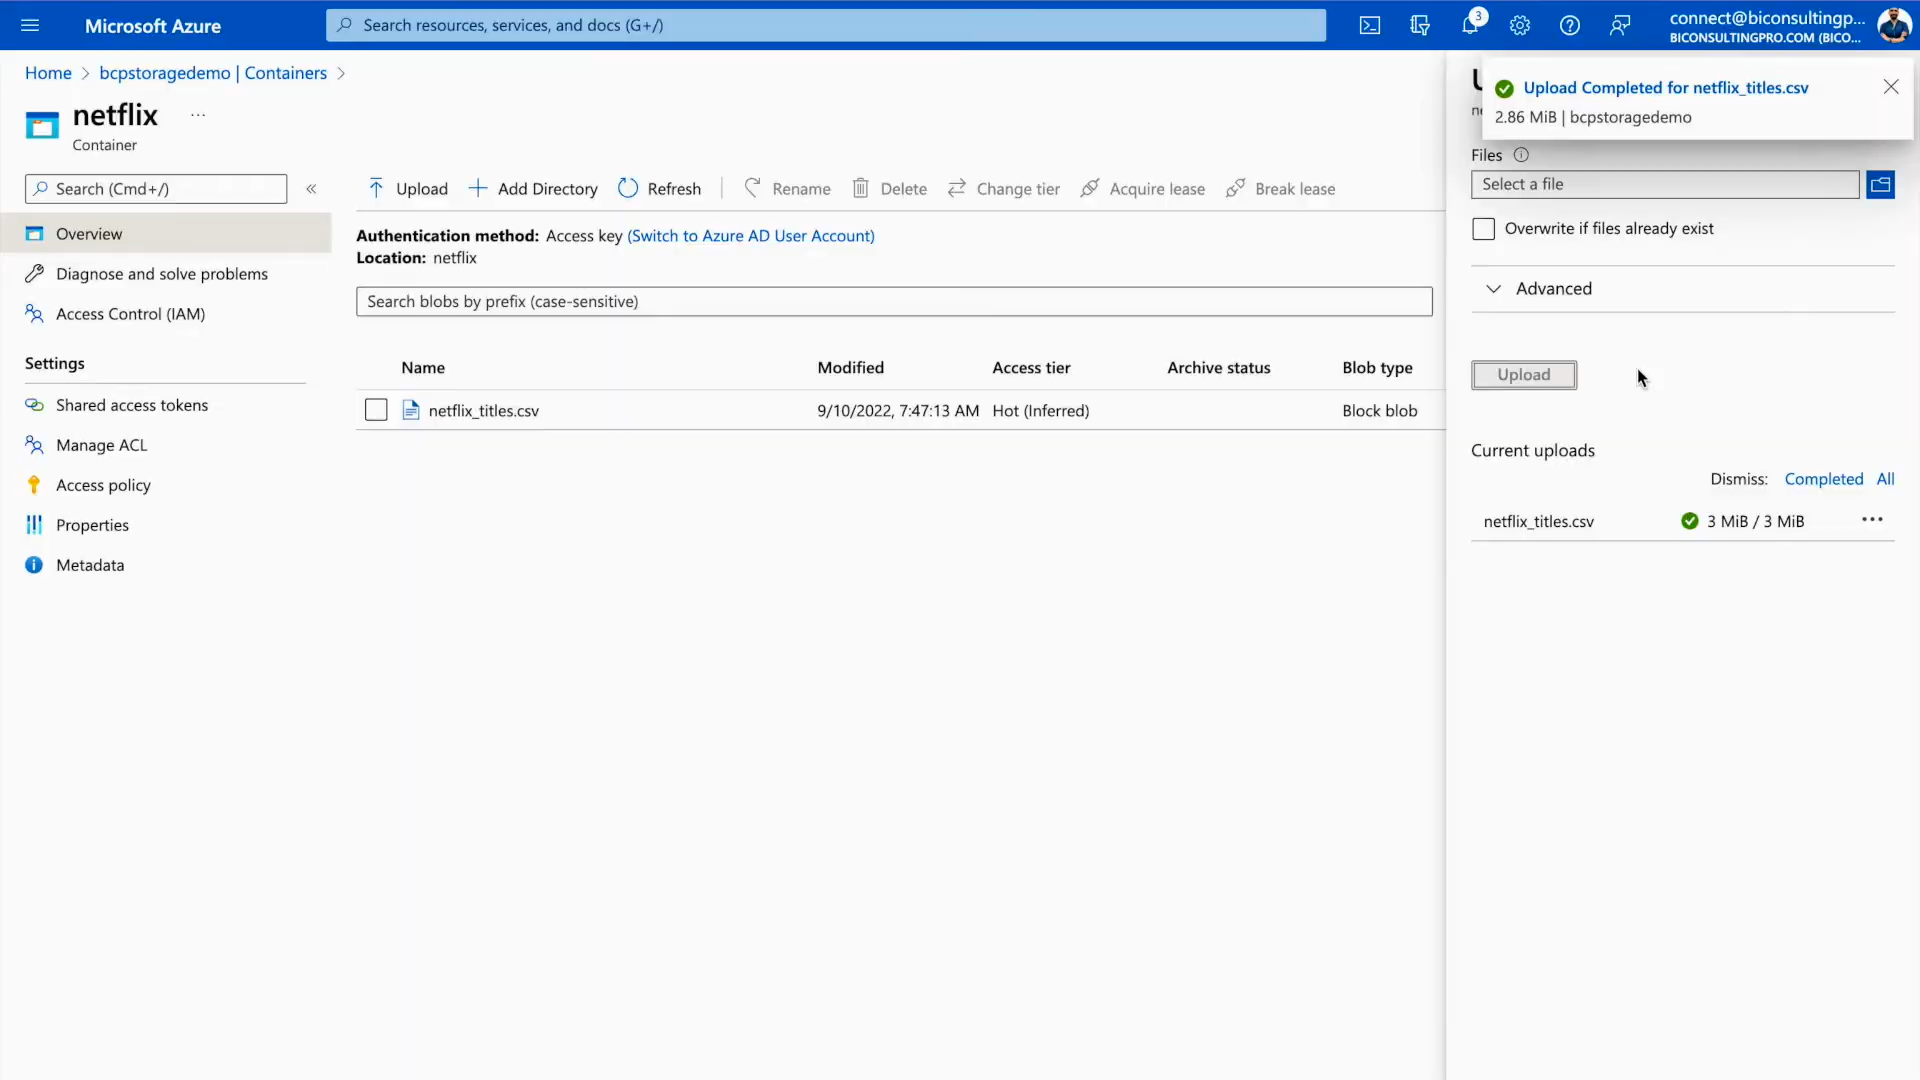 Microsoft Azure
Search resources, services, and docs (G+/)
3
connect@biconsultingp...
BICONSULTINGPRO.COM (BICO...
Home > bcpstoragedemo | Containers >
netflix ...
Container
Search (Cmd+/)
«
Overview
Diagnose and solve problems
Access Control (IAM)
Settings
Shared access tokens
Manage ACL
Access policy
Properties
Metadata
Upload
Add Directory
Refresh
Rename
Delete
Change tier
Acquire lease
Break lease
Authentication method: Access key (Switch to Azure AD User Account)
Location: netflix
Search blobs by prefix (case-sensitive)
Name Modified Access tier Archive status Blob type
netflix_titles.csv 9/10/2022, 7:47:13 AM Hot (Inferred) Block blob
Upload Completed for netflix_titles.csv
2.86 MiB | bcpstoragedemo
Files
Select a file
Overwrite if files already exist
Advanced
Upload
Current uploads
Dismiss: Completed All
netflix_titles.csv 3 MiB / 3 MiB ...